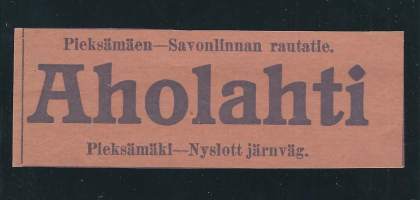 Pieksämäen—Savonlinnan rautatie.
Aholahti
Pieksämäki—Nyslott järnväg.